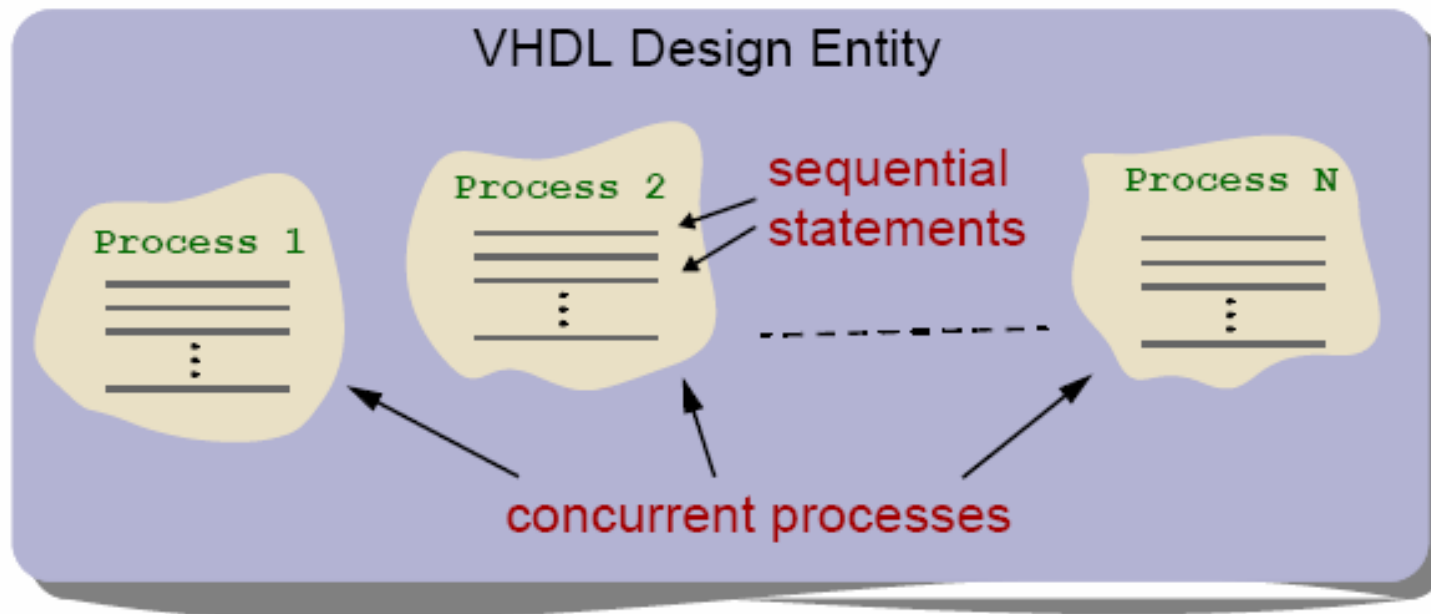 VHDL Design Entity
Process 1
Process 2
sequential
statements
Process N
concurrent processes